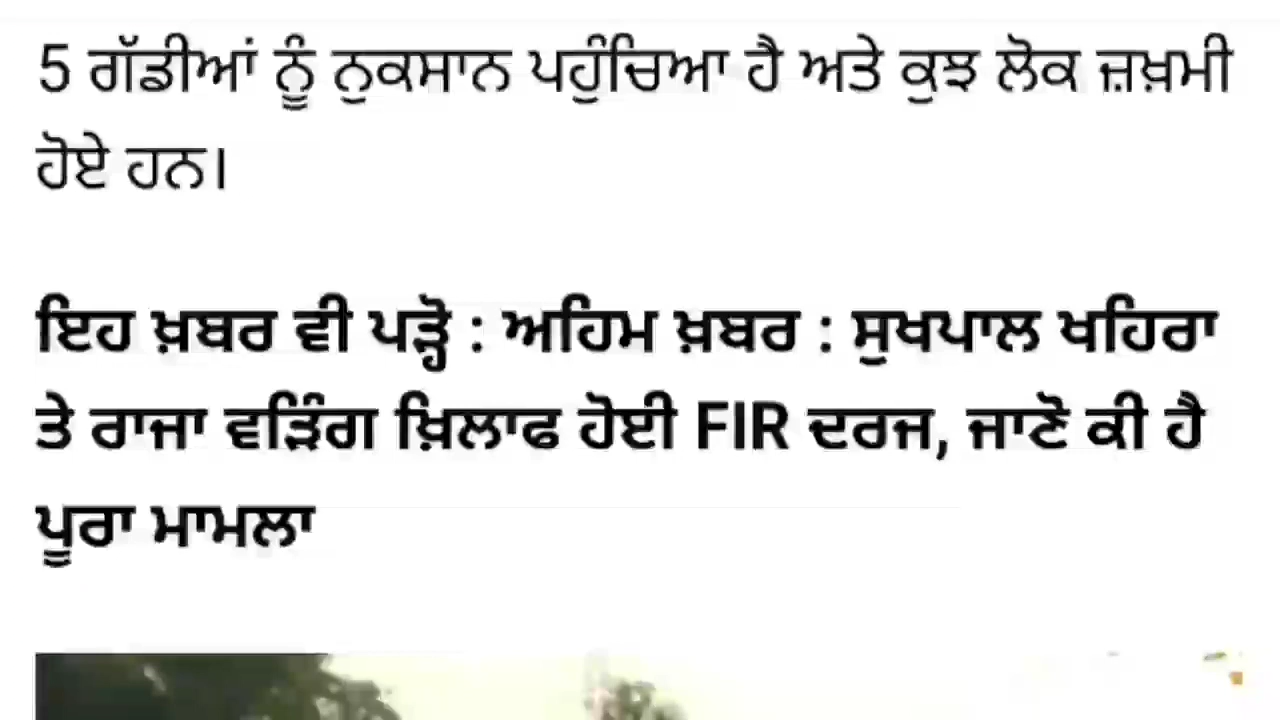 5 ਗੱਡੀਆਂ ਨੂੰ ਨੁਕਸਾਨ ਪਹੁੰਚਿਆ ਹੈ ਅਤੇ ਕੁਝ ਲੋਕ ਜ਼ਖ਼ਮੀ
ਹੋਏ ਹਨ।
ਇਹ ਖ਼ਬਰ ਵੀ ਪੜ੍ਹੋ : ਅਹਿਮ ਖ਼ਬਰ : ਸੁਖਪਾਲ ਖਹਿਰਾ
ਤੇ ਰਾਜਾ ਵੜਿੰਗ ਖ਼ਿਲਾਫ ਹੋਈ FIR ਦਰਜ, ਜਾਣੋ ਕੀ ਹੈ
ਪੂਰਾ ਮਾਮਲਾ